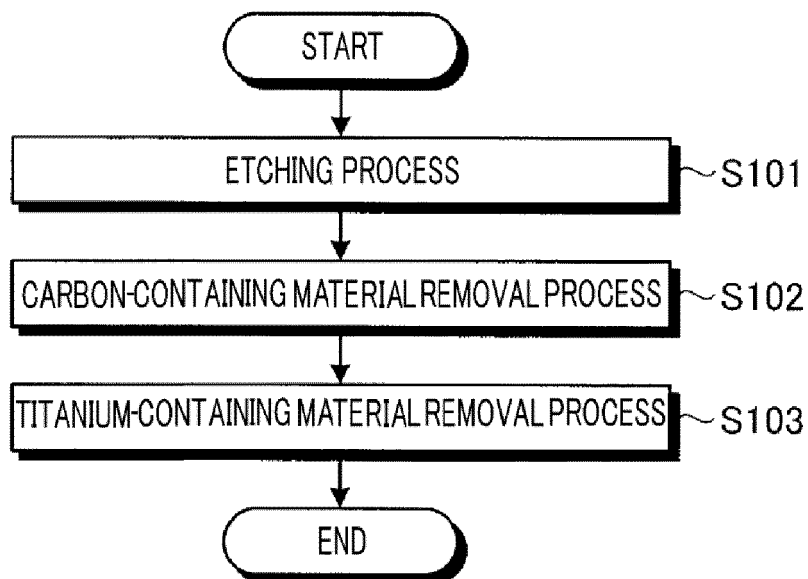 START
ETCHING PROCESS
S101
CARBON-CONTAINING MATERIAL REMOVAL PROCESS
S102
TITANIUM-CONTAINING MATERIAL REMOVAL PROCESS
S103
END